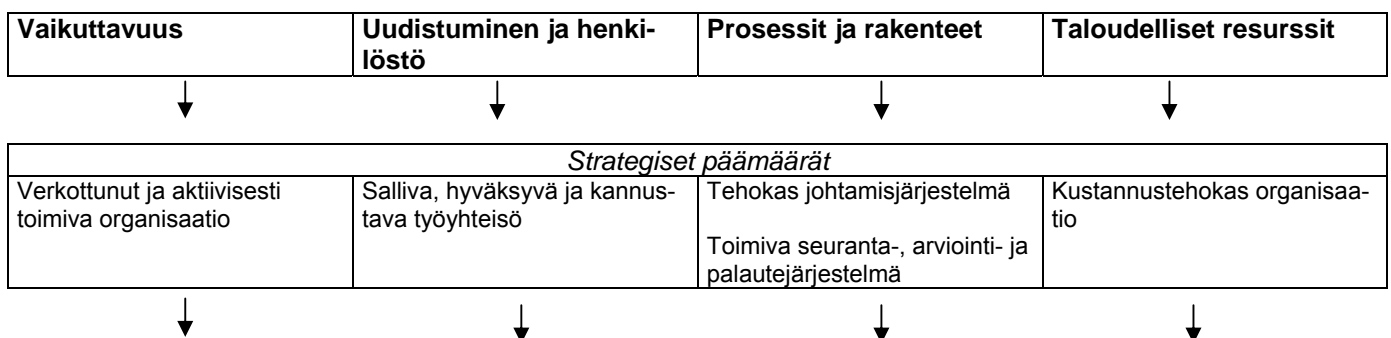 Vaikuttavuus
Uudistuminen ja henki-
löstö
Prosessit ja rakenteet
Taloudelliset resurssit
Strategiset päämäärät
Verkottunut ja aktiivisesti
toimiva organisaatio
Salliva, hyväksyvä ja kannus-
tava työyhteisö
Tehokas johtamisjärjestelmä
Toimiva seuranta-, arviointi- ja
palautejärjestelmä
Kustannustehokas organisaa-
tio